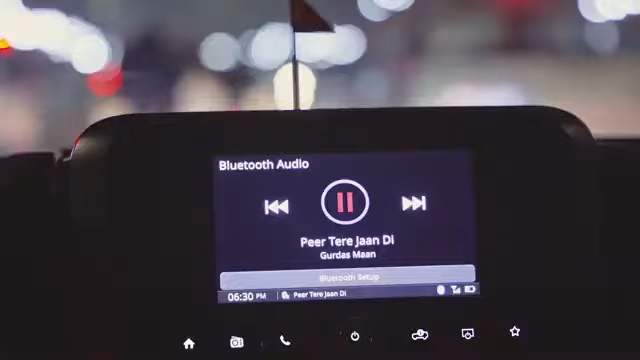 Bluetooth Audio
Peer Tere Jaan Di
Gurdas Maan
Bluetooth Setup
06:30 PM Peer Tere Jaan Di